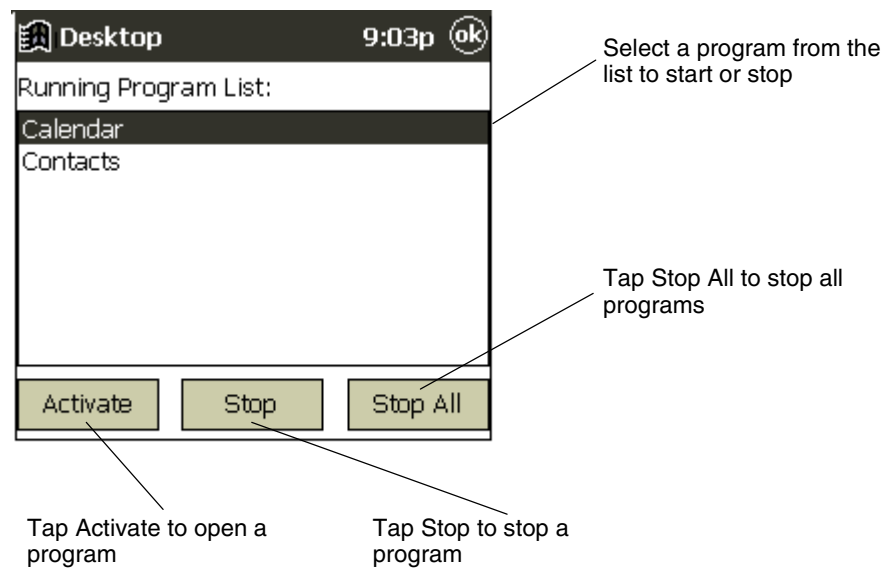 Desktop 9:03p ok
Running Program List:
Calendar
Contacts
Activate Stop Stop All
Select a program from the
list to start or stop
Tap Stop All to stop all
programs
Tap Activate to open a
program
Tap Stop to stop a
program